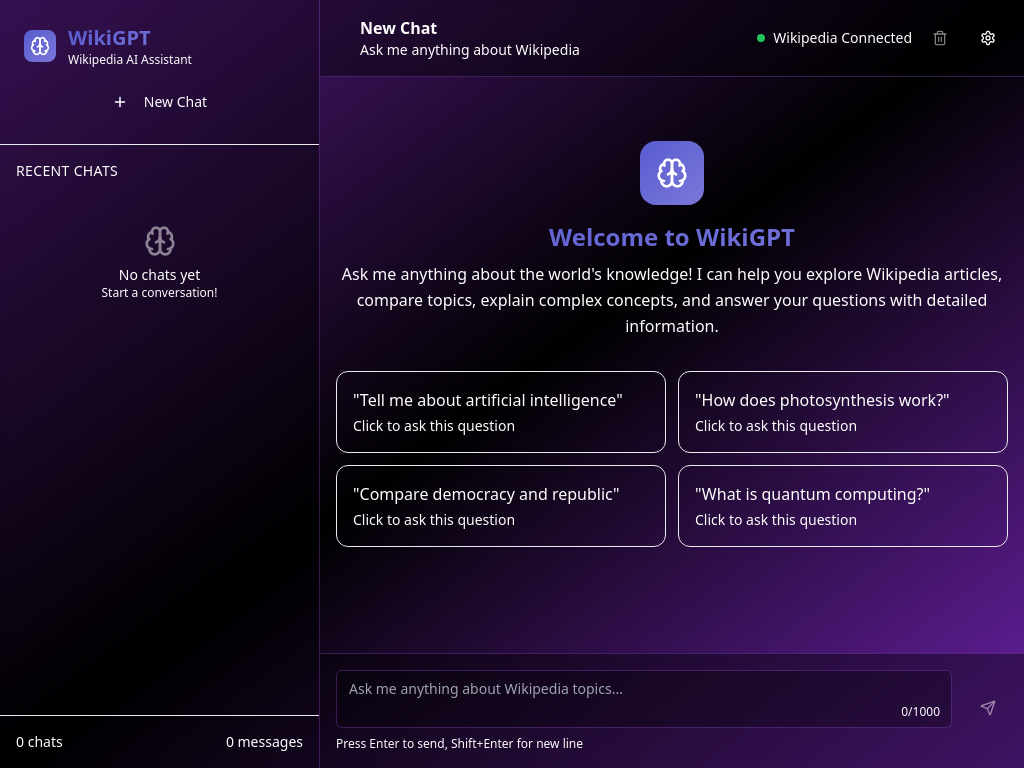 WikiGPT
Wikipedia AI Assistant
New Chat
RECENT CHATS
No chats yet
Start a conversation!
0 chats
0 messages
New Chat
Ask me anything about Wikipedia
Wikipedia Connected
Welcome to WikiGPT
Ask me anything about the world's knowledge! I can help you explore Wikipedia articles,
compare topics, explain complex concepts, and answer your questions with detailed
information.
"Tell me about artificial intelligence"
Click to ask this question
"How does photosynthesis work?"
Click to ask this question
"Compare democracy and republic"
Click to ask this question
"What is quantum computing?"
Click to ask this question
Ask me anything about Wikipedia topics...
0/1000
Press Enter to send, Shift+Enter for new line